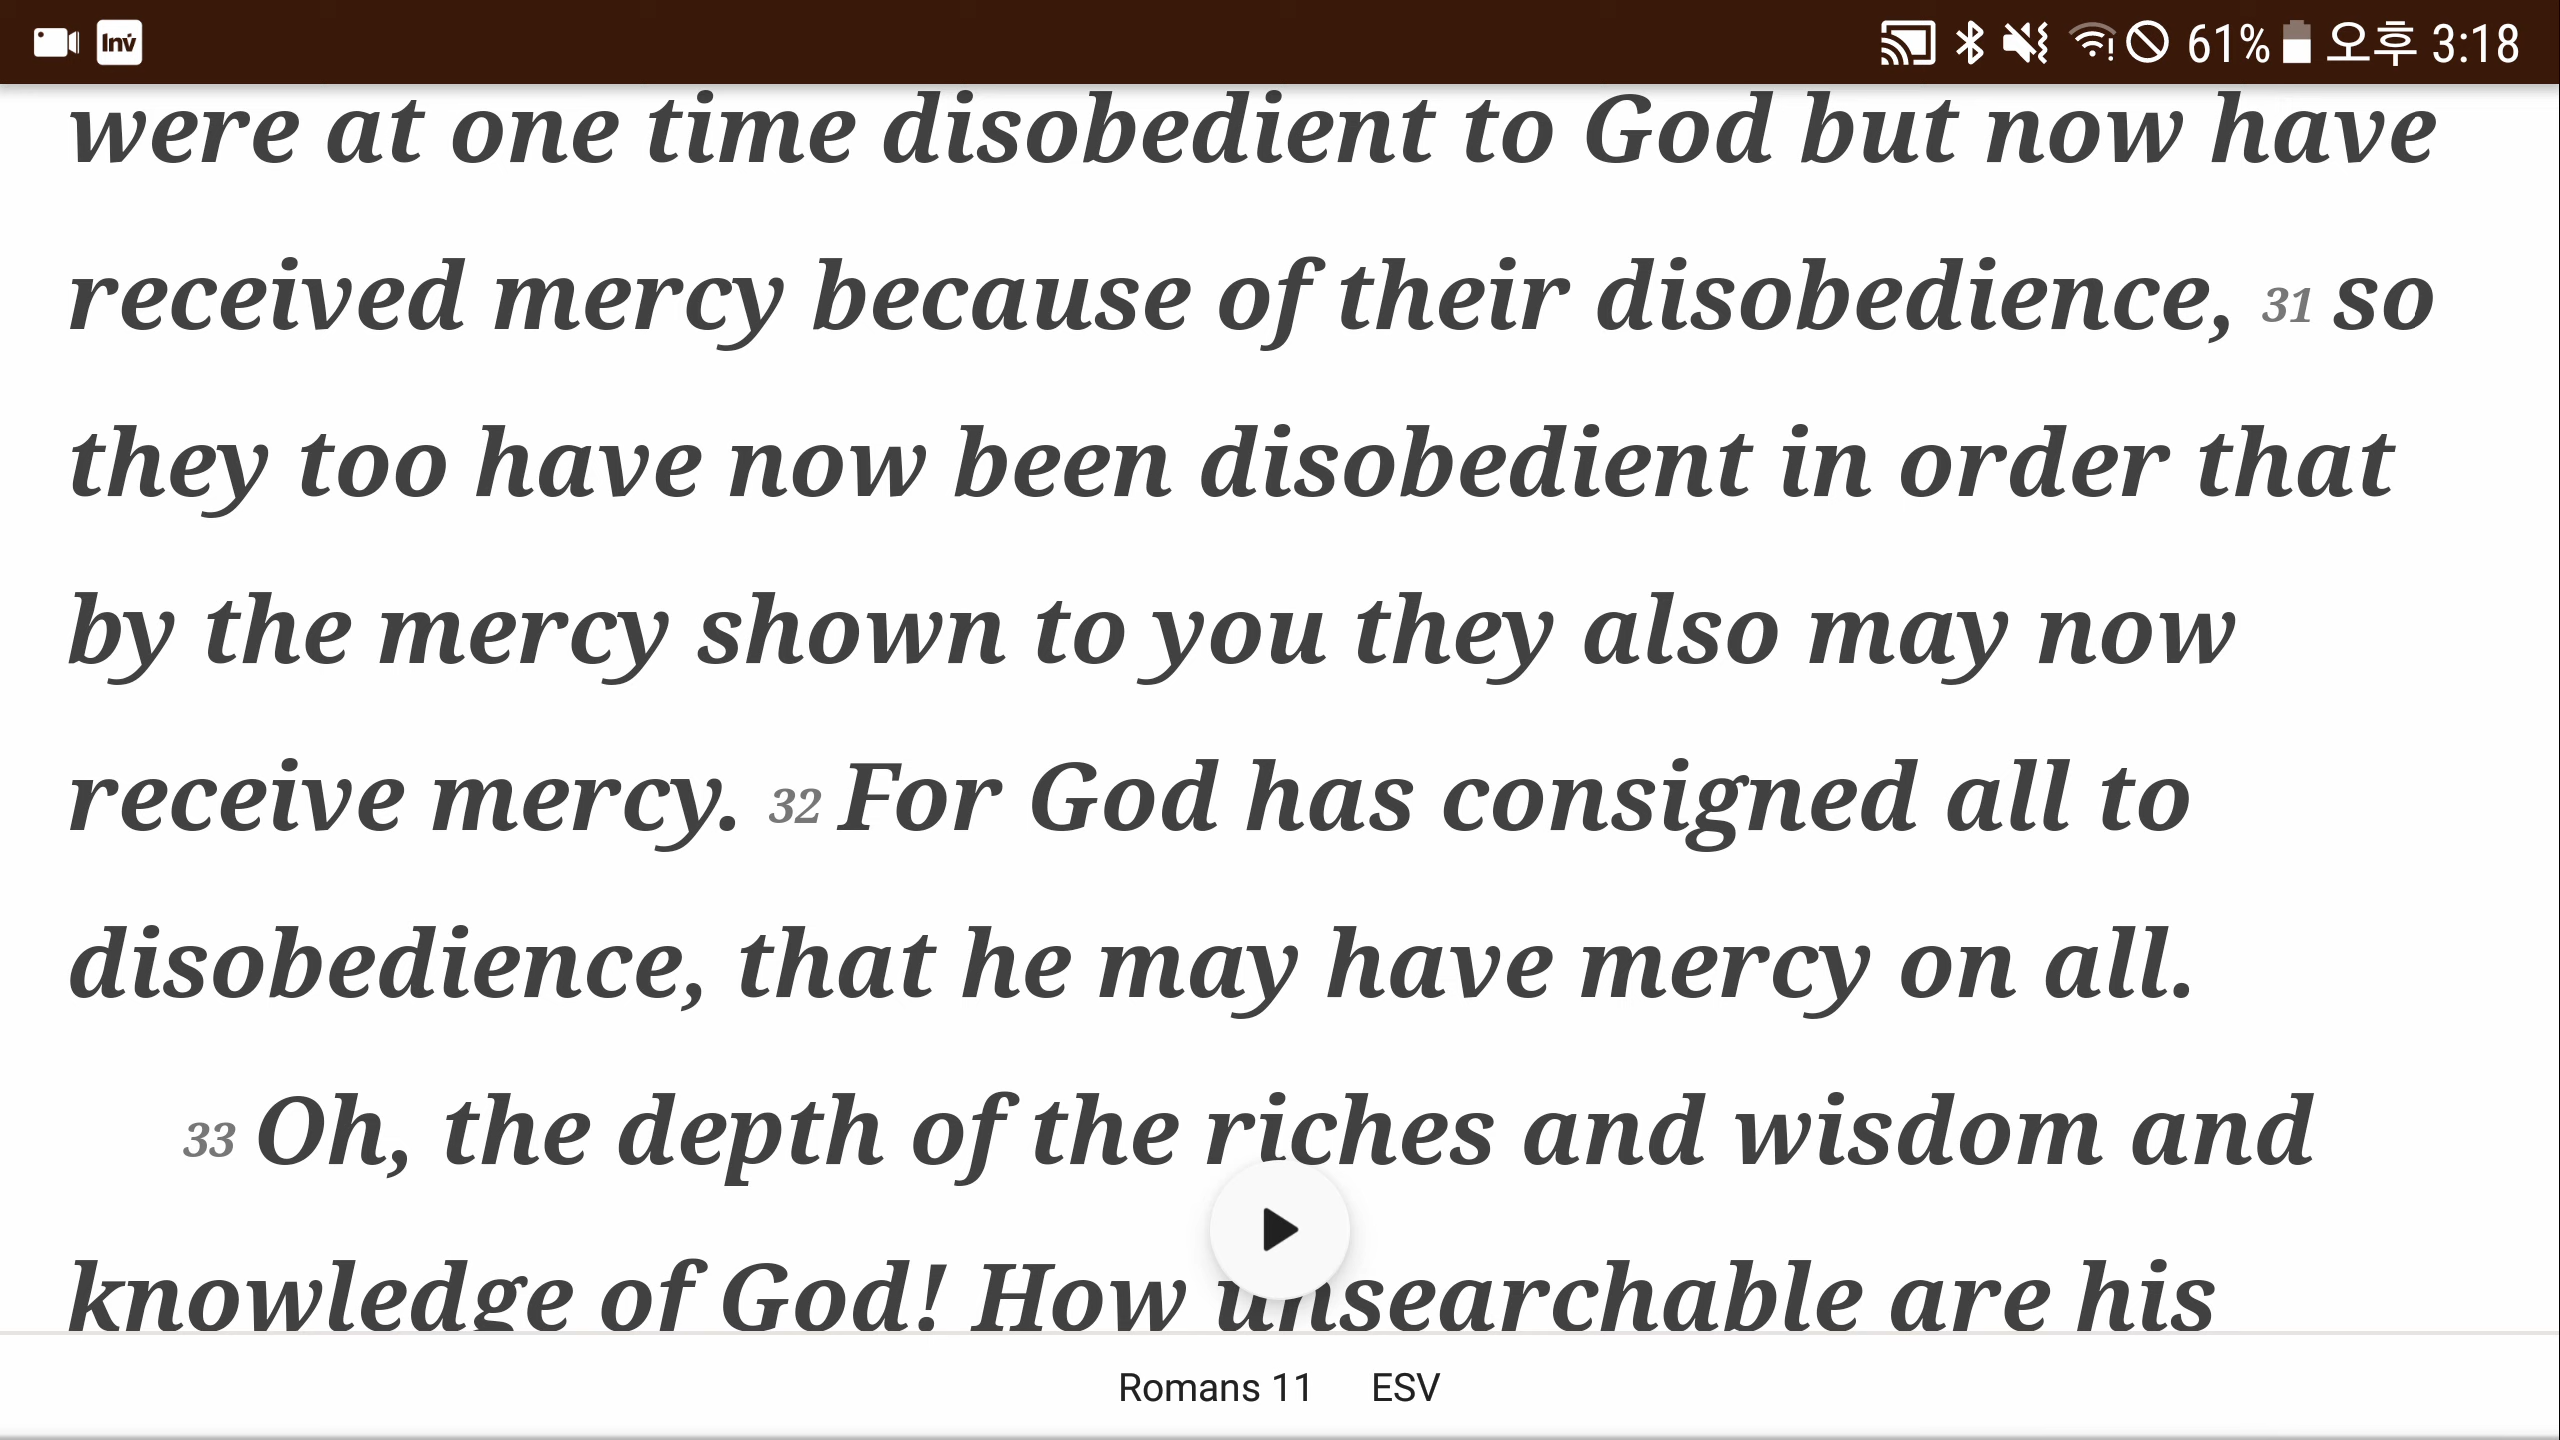 Inv 61% 오후 3:18
were at one time disobedient to God but now have
received mercy because of their disobedience, 31 so
they too have now been disobedient in order that
by the mercy shown to you they also may now
receive mercy. 32 For God has consigned all to
disobedience, that he may have mercy on all.
33 Oh, the depth of the riches and wisdom and
knowledge of God! How unsearchable are his
Romans 11 ESV